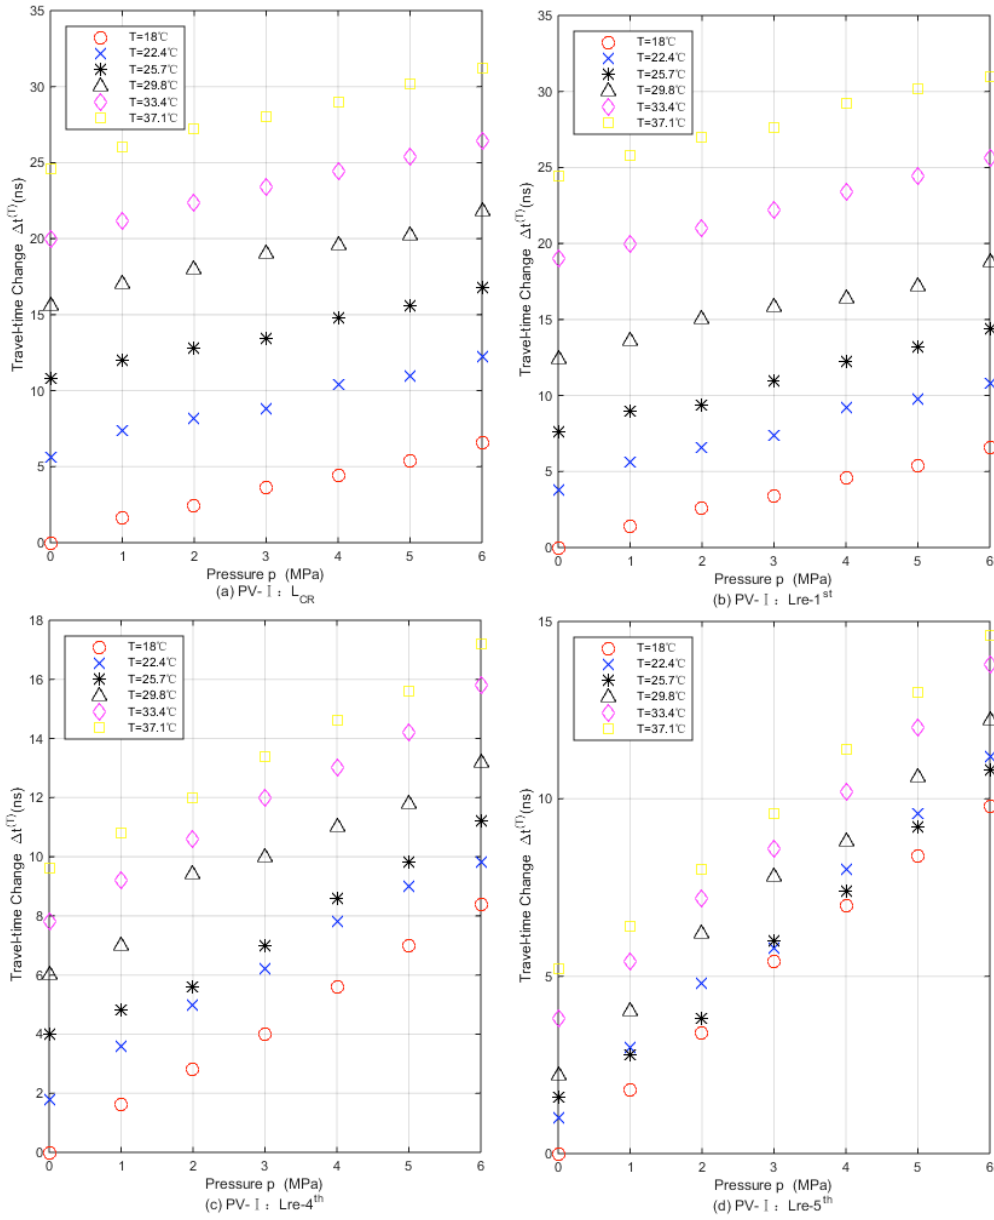 35
30
25
20
15
10
5
0
Travel-time Change Δt^{T}(ns)
T=18℃
T=22.4℃
T=25.7℃
T=29.8℃
T=33.4℃
T=37.1℃
0 1 2 3 4 5 6
Pressure p (MPa)
(a) PV-Ⅰ: L_CR
35
30
25
20
15
10
5
0
Travel-time Change Δt^{T}(ns)
T=18℃
T=22.4℃
T=25.7℃
T=29.8℃
T=33.4℃
T=37.1℃
0 1 2 3 4 5 6
Pressure p (MPa)
(b) PV-Ⅰ: Lre-1^st
18
16
14
12
10
8
6
4
2
0
Travel-time Change Δt^{T}(ns)
T=18℃
T=22.4℃
T=25.7℃
T=29.8℃
T=33.4℃
T=37.1℃
0 1 2 3 4 5 6
Pressure p (MPa)
(c) PV-Ⅰ: Lre-4^th
15
10
5
0
Travel-time Change Δt^{T}(ns)
T=18℃
T=22.4℃
T=25.7℃
T=29.8℃
T=33.4℃
T=37.1℃
0 1 2 3 4 5 6
Pressure p (MPa)
(d) PV-Ⅰ: Lre-5^th